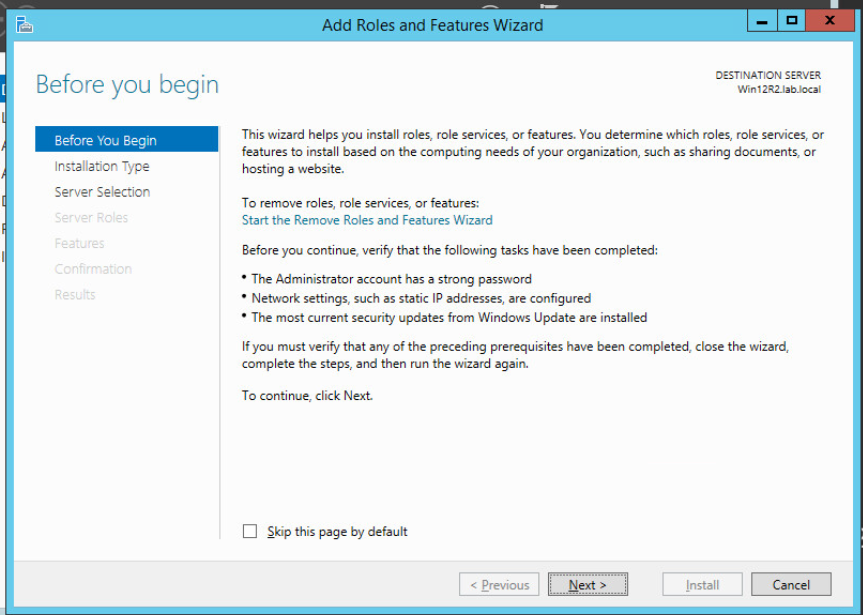 Add Roles and Features Wizard
Before you begin
DESTINATION SERVER
Win12R2.lab.local
Before You Begin
Installation Type
Server Selection
Server Roles
Features
Confirmation
Results
This wizard helps you install roles, role services, or features. You determine which roles, role services, or
features to install based on the computing needs of your organization, such as sharing documents, or
hosting a website.
To remove roles, role services, or features:
Start the Remove Roles and Features Wizard
Before you continue, verify that the following tasks have been completed:
• The Administrator account has a strong password
• Network settings, such as static IP addresses, are configured
• The most current security updates from Windows Update are installed
If you must verify that any of the preceding prerequisites have been completed, close the wizard,
complete the steps, and then run the wizard again.
To continue, click Next.
Skip this page by default
< Previous
Next >
Install
Cancel